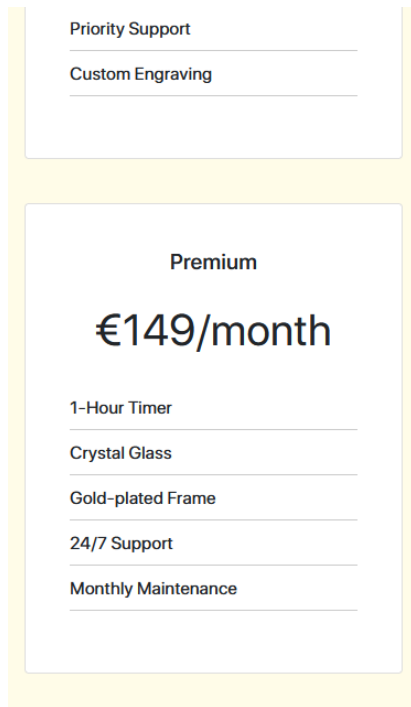 Priority Support
Custom Engraving
Premium
€149/month
1-Hour Timer
Crystal Glass
Gold-plated Frame
24/7 Support
Monthly Maintenance